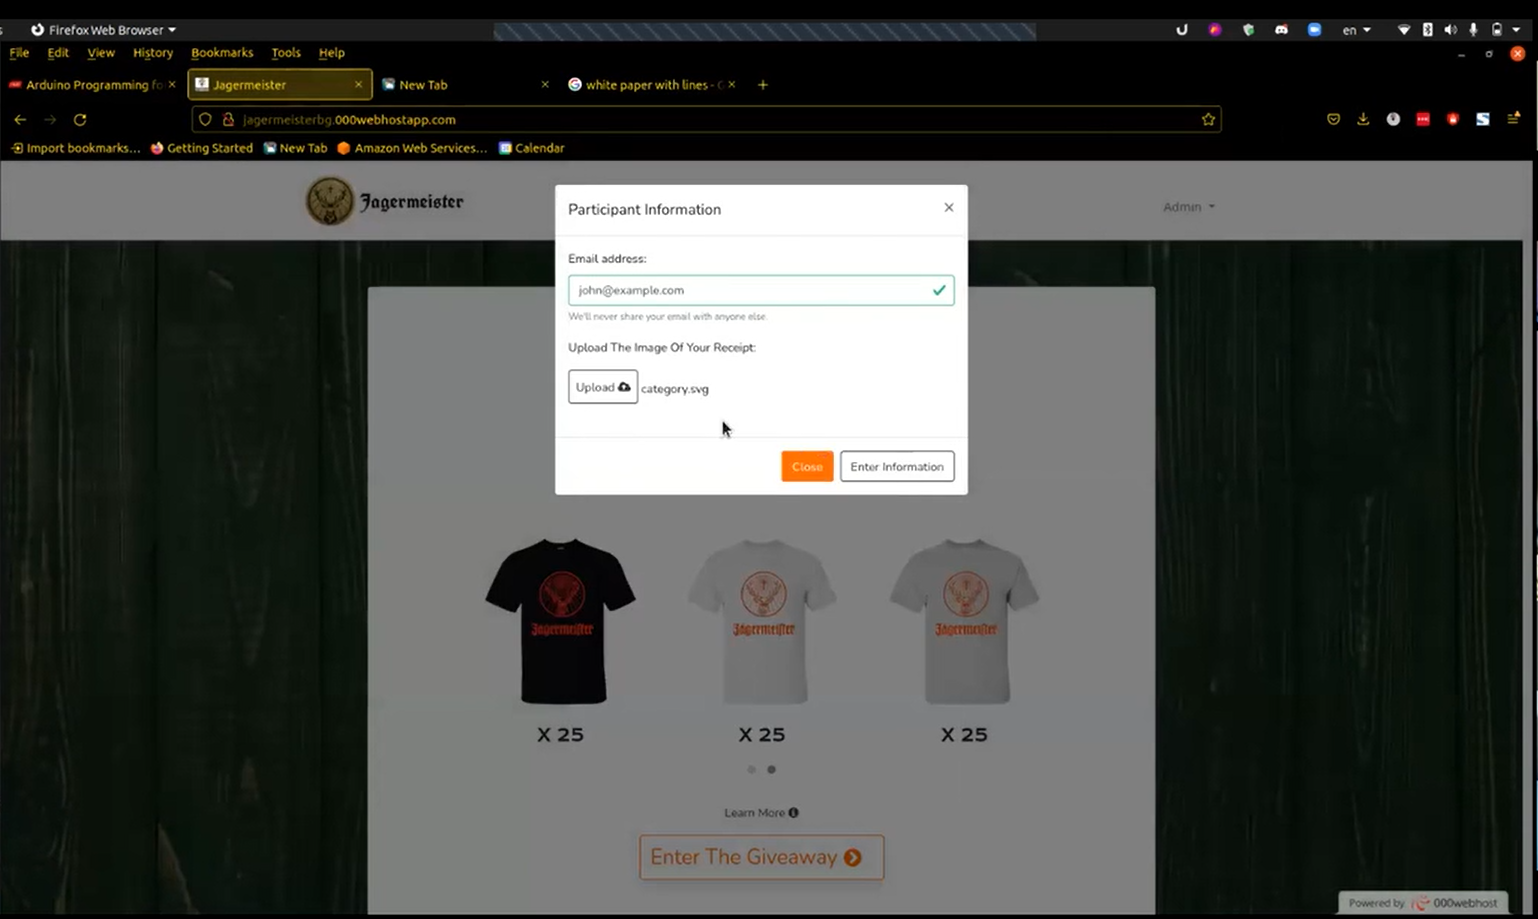 Firefox Web Browser
en
File Edit View History Bookmarks Tools Help
Arduino Programming fo Jagermeister New Tab white paper with lines - G
jagermeisterbg.000webhostapp.com
Import bookmarks... Getting Started New Tab Amazon Web Services... Calendar
Jagermeister
Admin
Participant Information
Email address:
john@example.com
We'll never share your email with anyone else.
Upload The Image Of Your Receipt:
Upload category.svg
Close Enter Information
Jägermeister Jägermeister Jägermeister
X 25 X 25 X 25
Learn More
Enter The Giveaway
Powered by 000webhost